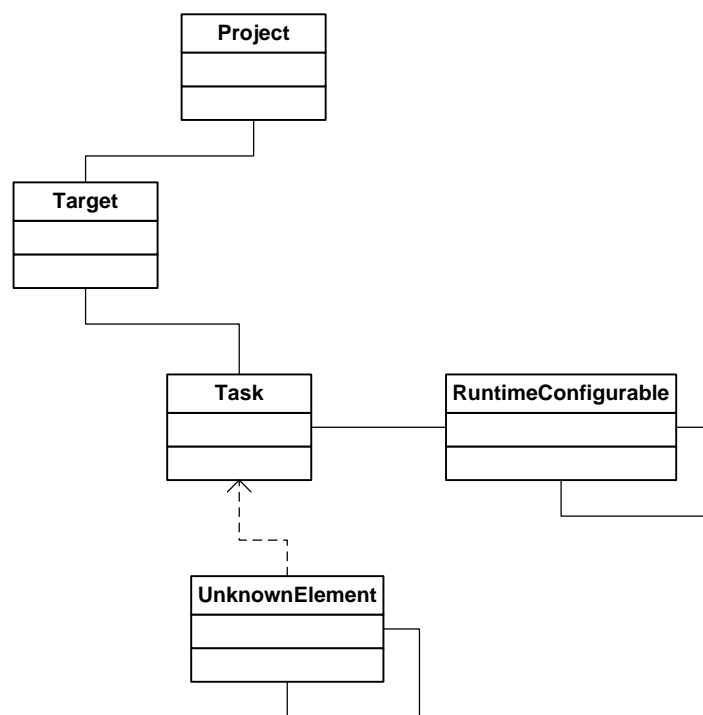 Project
Target
Task
RuntimeConfigurable
UnknownElement